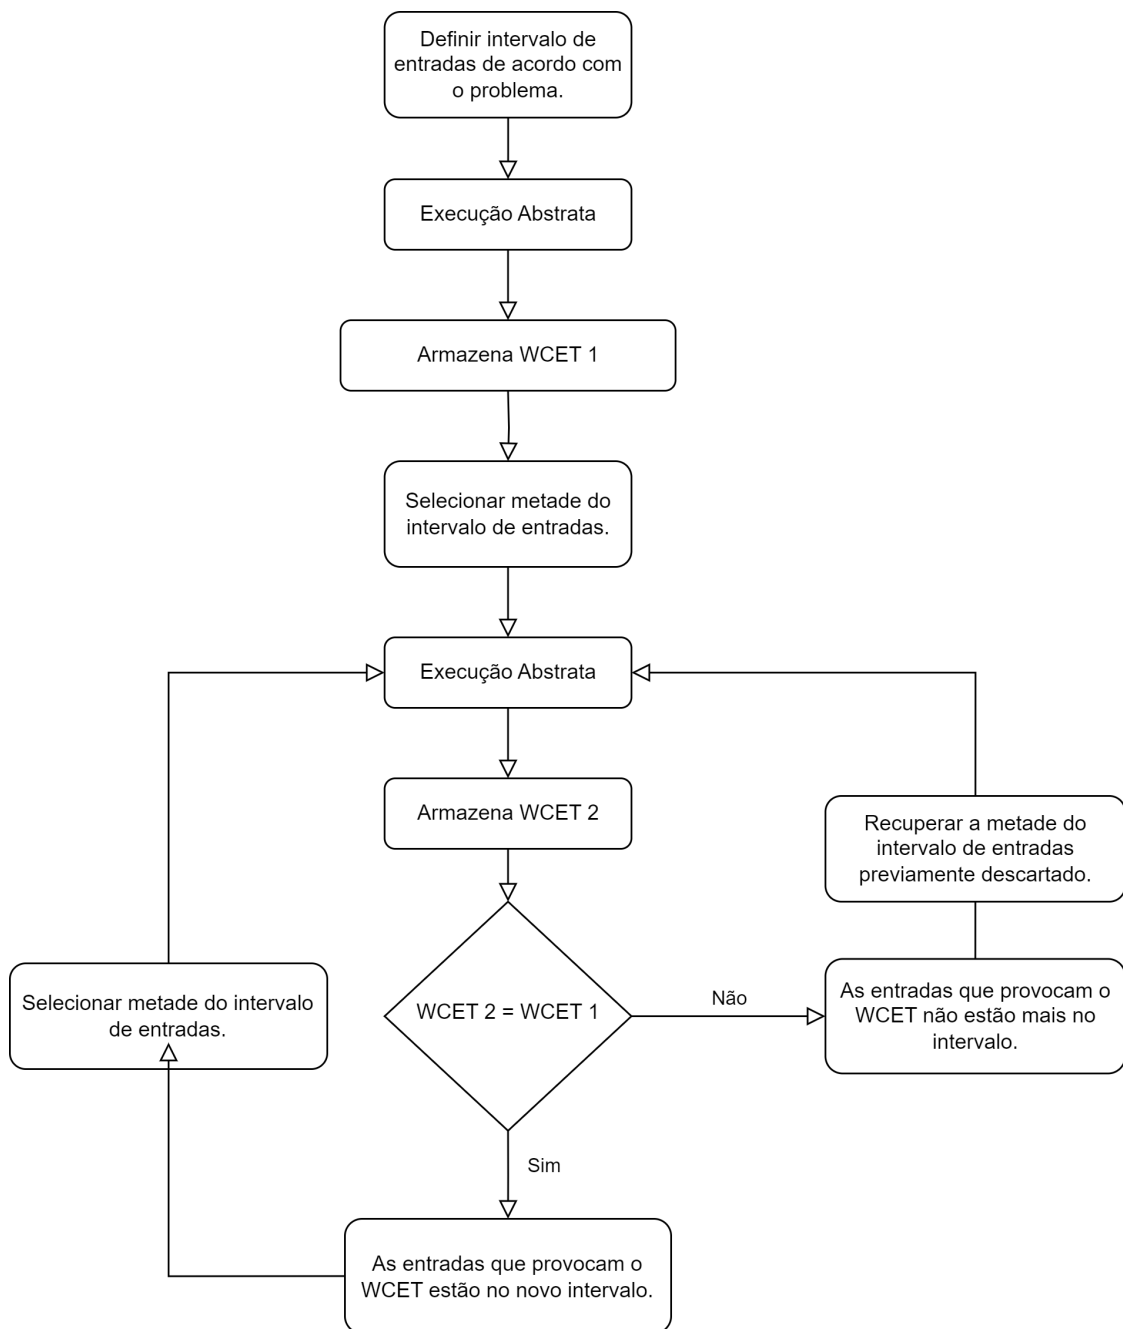 Definir intervalo de
entradas de acordo com
o problema.
Execução Abstrata
Armazena WCET 1
Selecionar metade do
intervalo de entradas.
Execução Abstrata
Armazena WCET 2
Recuperar a metade do
intervalo de entradas
previamente descartado.
WCET 2 = WCET 1
Não
As entradas que provocam o
WCET não estão mais no
intervalo.
Selecionar metade do intervalo
de entradas.
Sim
As entradas que provocam o
WCET estão no novo intervalo.